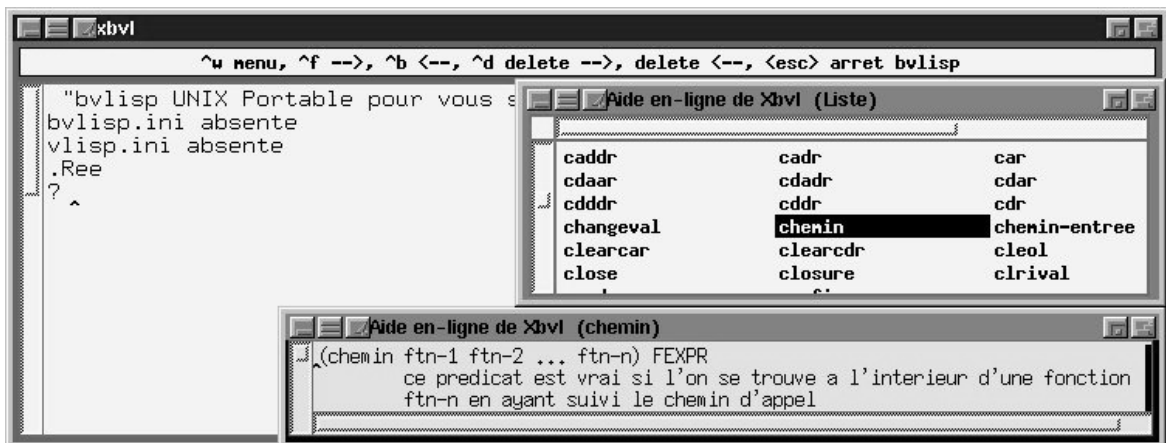 xbvl
^w menu, ^f -->, ^b <--, ^d delete -->, delete <--, <esc> arret bvlisp
"bvlisp UNIX Portable pour vous s
bvlisp.ini absente
vlisp.ini absente
.Ree
?
Aide en-ligne de Xbvl (Liste)
caddr cadr car
cdaar cdadr cdar
cdddr cddr cdr
changeval chemin chemin-entree
clearcar clearcdr cleol
close closure clrival
Aide en-ligne de Xbvl (chemin)
(chemin ftn-1 ftn-2 ... ftn-n) FEXPR
ce predicat est vrai si l'on se trouve a l'interieur d'une fonction
ftn-n en ayant suivi le chemin d'appel